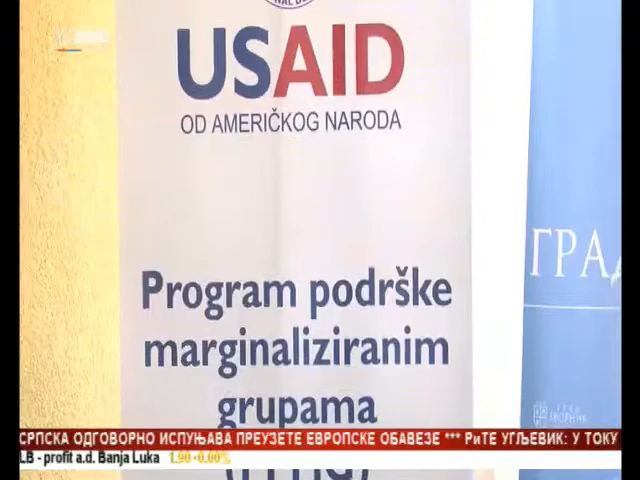 USAID
OD AMERIČKOG NARODA
Program podrške
marginaliziranim
grupama
ГРАД
СРПСКА ОДГОВОРНО ИСПУЊАВА ПРЕУЗЕТЕ ЕВРОПСКЕ ОБАВЕЗЕ *** РиТЕ УГЉЕВИК: У ТОКУ
LB - profit a.d. Banja Luka 1.90 -0.00%